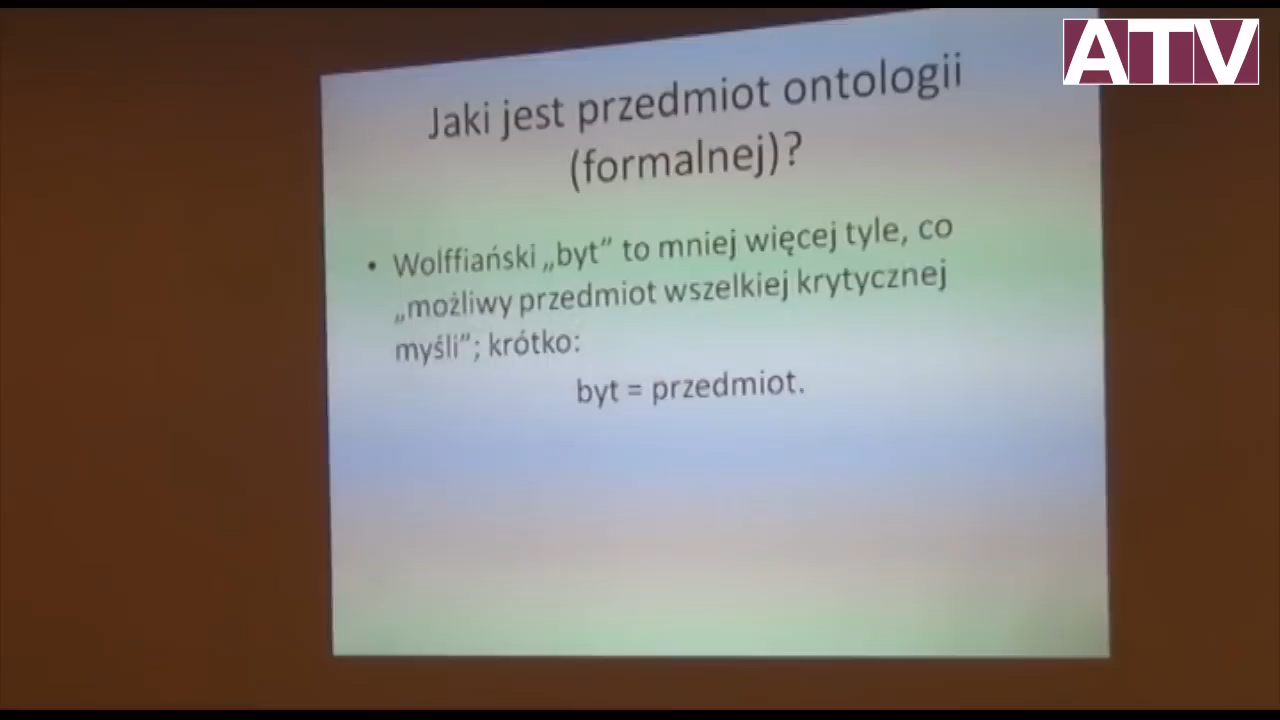 ATV
Jaki jest przedmiot ontologii
(formalnej)?
• Wolffiański „byt” to mniej więcej tyle, co
„możliwy przedmiot wszelkiej krytycznej
myśli”; krótko:
byt = przedmiot.